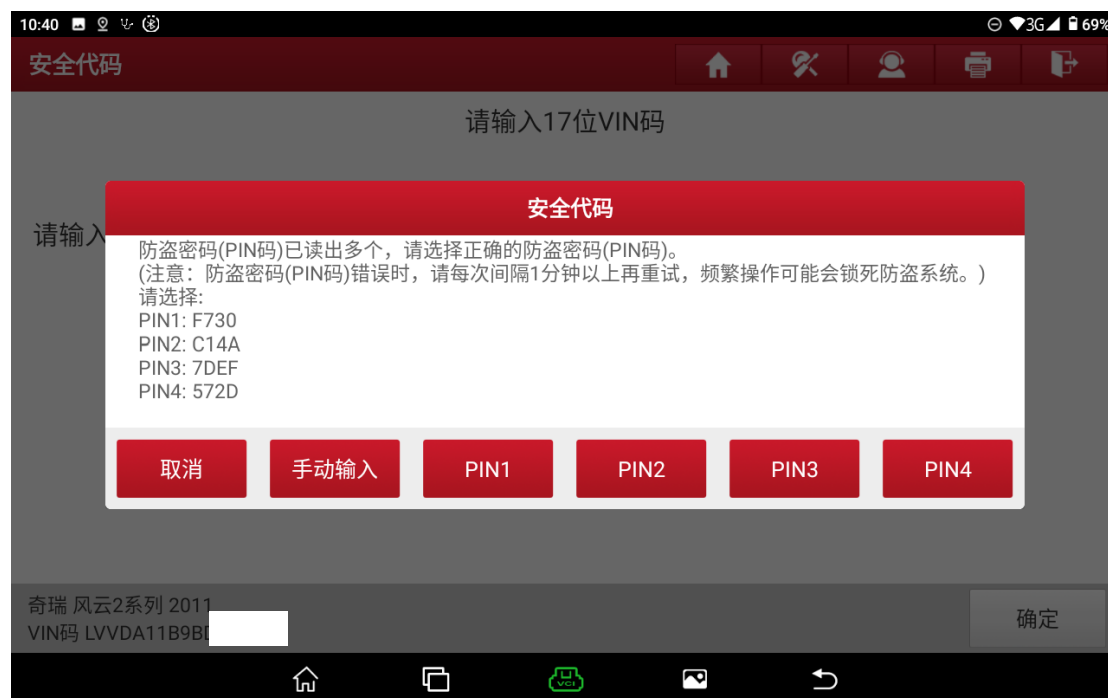 10:40
3G 69%
安全代码
请输入17位VIN码
请输入
安全代码
防盗密码(PIN码)已读出多个，请选择正确的防盗密码(PIN码)。
(注意：防盗密码(PIN码)错误时，请每次间隔1分钟以上再重试，频繁操作可能会锁死防盗系统。)
请选择:
PIN1: F730
PIN2: C14A
PIN3: 7DEF
PIN4: 572D
取消 手动输入 PIN1 PIN2 PIN3 PIN4
奇瑞 风云2系列 2011
VIN码 LVVDA11B9B
确定
VCI